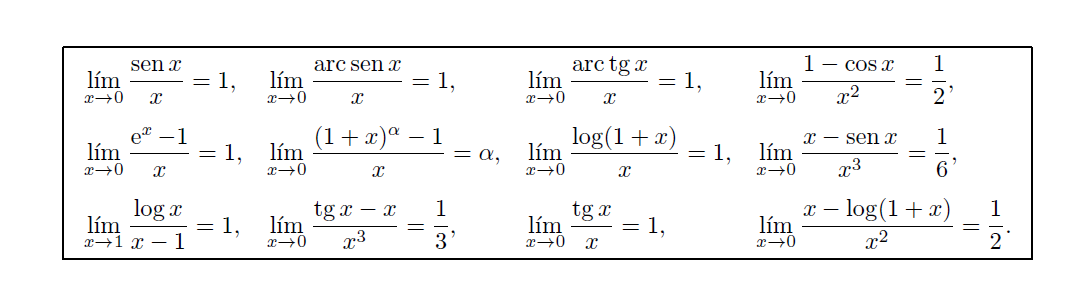 lím_{x→0} sen x / x = 1, lím_{x→0} arc sen x / x = 1, lím_{x→0} arc tg x / x = 1, lím_{x→0} (1 − cos x) / x² = 1/2,
lím_{x→0} (e^x − 1) / x = 1, lím_{x→0} ((1 + x)^α − 1) / x = α, lím_{x→0} log(1 + x) / x = 1, lím_{x→0} (x − sen x) / x³ = 1/6,
lím_{x→1} log x / (x − 1) = 1, lím_{x→0} (tg x − x) / x³ = 1/3, lím_{x→0} tg x / x = 1, lím_{x→0} (x − log(1 + x)) / x² = 1/2.